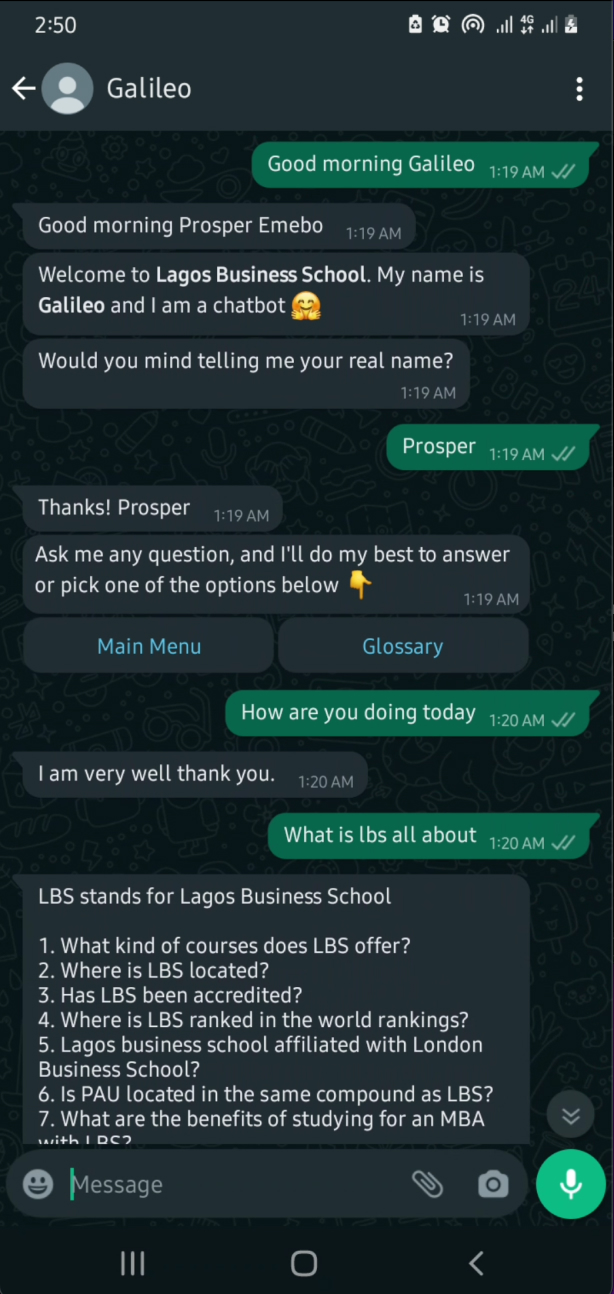 2:50
4G
Galileo
Good morning Galileo 1:19 AM
Good morning Prosper Emebo 1:19 AM
Welcome to Lagos Business School. My name is
Galileo and I am a chatbot 🤗
1:19 AM
Would you mind telling me your real name?
1:19 AM
Prosper 1:19 AM
Thanks! Prosper 1:19 AM
Ask me any question, and I'll do my best to answer
or pick one of the options below 👇
1:19 AM
Main Menu Glossary
How are you doing today 1:20 AM
I am very well thank you. 1:20 AM
What is lbs all about 1:20 AM
LBS stands for Lagos Business School
1. What kind of courses does LBS offer?
2. Where is LBS located?
3. Has LBS been accredited?
4. Where is LBS ranked in the world rankings?
5. Lagos business school affiliated with London
Business School?
6. Is PAU located in the same compound as LBS?
7. What are the benefits of studying for an MBA
with LBS?
Message